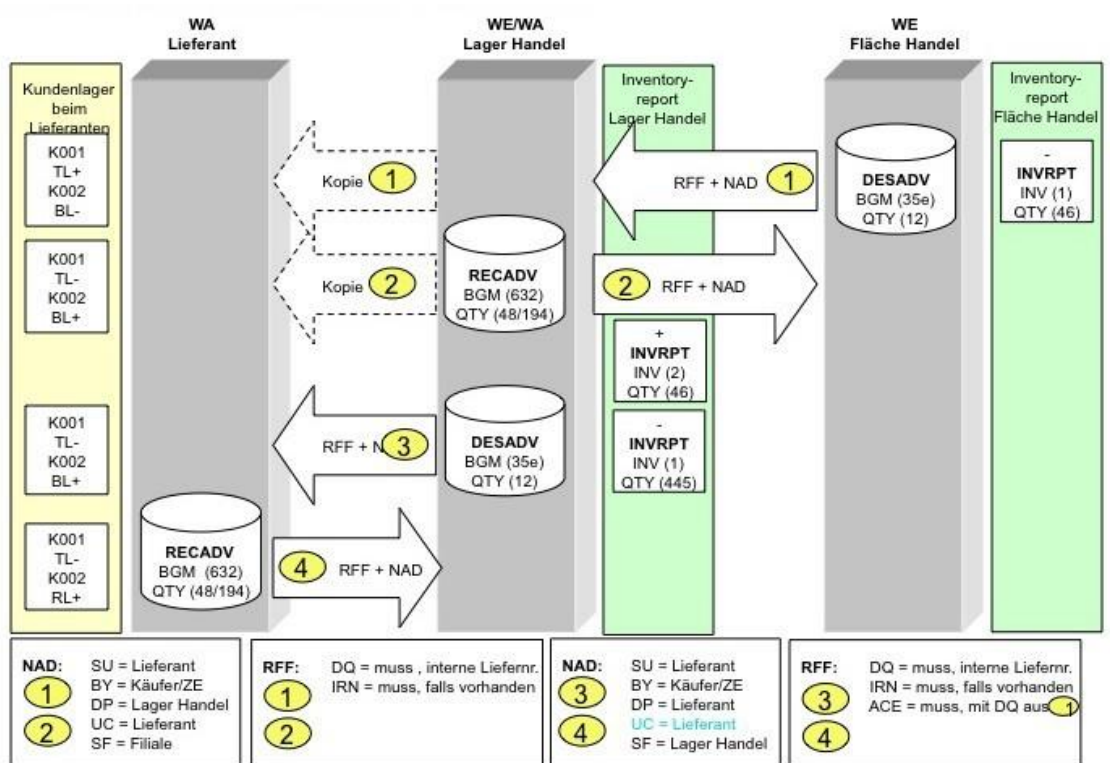 WA
Lieferant
WE/WA
Lager Handel
WE
Fläche Handel
Kundenlager
beim
Lieferanten
K001
TL+
K002
BL-
K001
TL-
K002
BL+
K001
TL-
K002
BL+
K001
TL-
K002
RL+
Kopie 1
Kopie 2
RECADV
BGM (632)
QTY (48/194)
RFF + N 3
DESADV
BGM (35e)
QTY (12)
RECADV
BGM (632)
QTY (48/194)
4 RFF + NAD
Inventory-
report
Lager Handel
RFF + NAD 1
2 RFF + NAD
+
INVRPT
INV (2)
QTY (46)
-
INVRPT
INV (1)
QTY (445)
DESADV
BGM (35e)
QTY (12)
Inventory-
report
Fläche Handel
-
INVRPT
INV (1)
QTY (46)
NAD: SU = Lieferant
1 BY = Käufer/ZE
DP = Lager Handel
2 UC = Lieferant
SF = Filiale
RFF: DQ = muss , interne Liefernr.
1 IRN = muss, falls vorhanden
2
NAD: SU = Lieferant
3 BY = Käufer/ZE
DP = Lieferant
4 UC = Lieferant
SF = Lager Handel
RFF: DQ = muss, interne Liefernr.
3 IRN = muss, falls vorhanden
ACE = muss, mit DQ aus 1
4